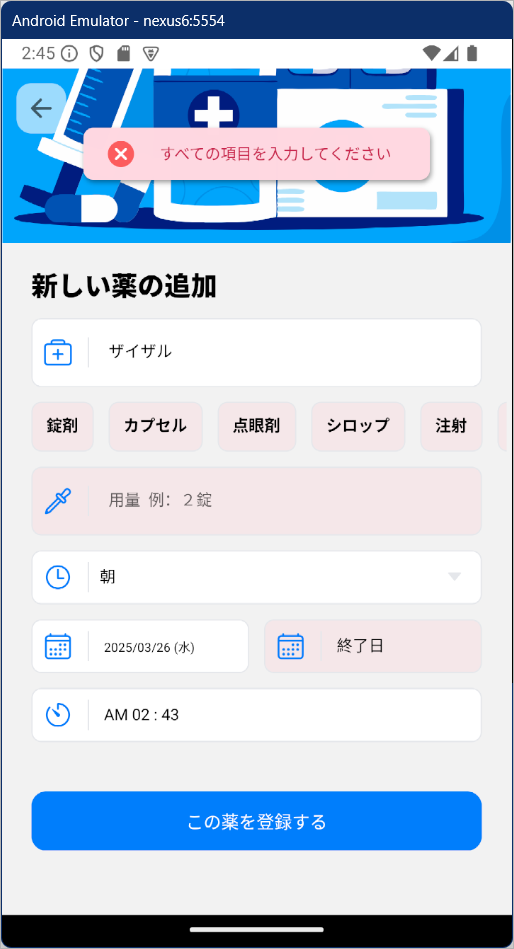 Android Emulator - nexus6:5554
2:45
すべての項目を入力してください
新しい薬の追加
ザイザル
錠剤 カプセル 点眼剤 シロップ 注射
用量 例: 2錠
朝
2025/03/26 (水) 終了日
AM 02 : 43
この薬を登録する